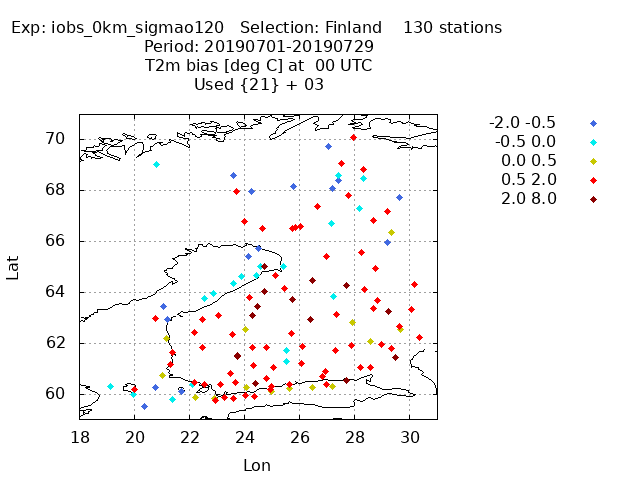 Exp: iobs_0km_sigmao120   Selection: Finland    130 stations
Period: 20190701-20190729
T2m bias [deg C] at  00 UTC
Used {21} + 03
-2.0 -0.5
-0.5 0.0
0.0 0.5
0.5 2.0
2.0 8.0
70
68
66
64
62
60
Lat
18 20 22 24 26 28 30
Lon